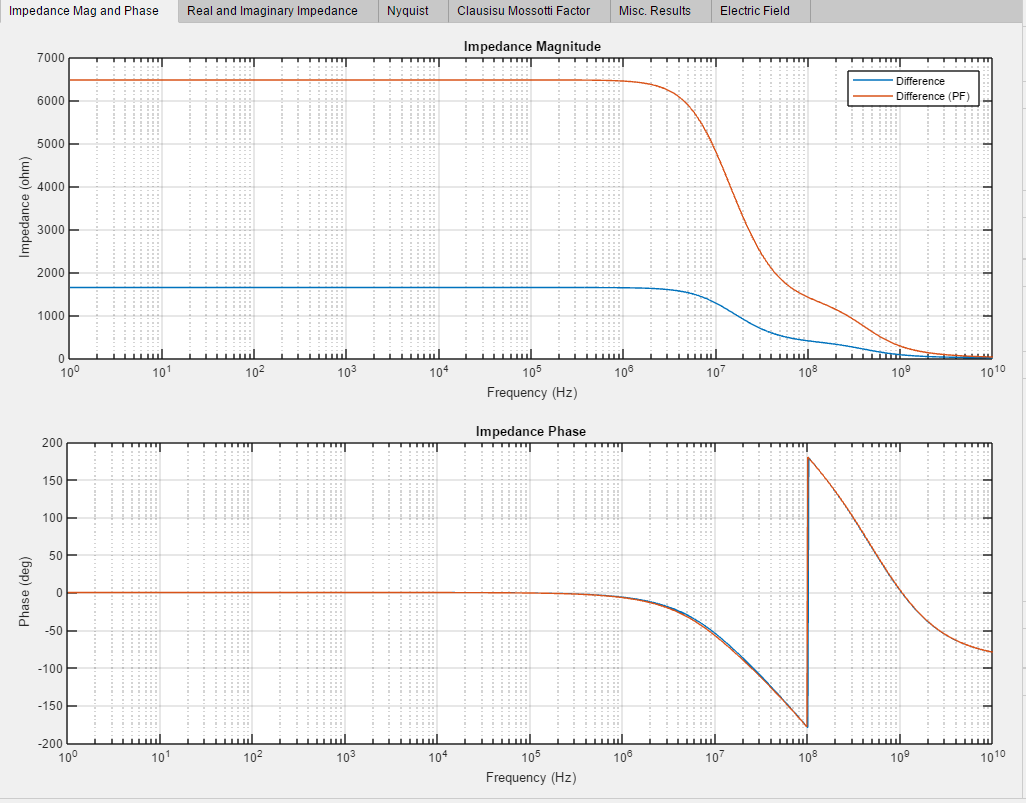 Impedance Mag and Phase Real and Imaginary Impedance Nyquist Clausisu Mossotti Factor Misc. Results Electric Field
Impedance Magnitude
7000
6000
5000
4000
3000
2000
1000
0
Impedance (ohm)
Difference
Difference (PF)
10^0 10^1 10^2 10^3 10^4 10^5 10^6 10^7 10^8 10^9 10^10
Frequency (Hz)
Impedance Phase
200
150
100
50
0
-50
-100
-150
-200
Phase (deg)
10^0 10^1 10^2 10^3 10^4 10^5 10^6 10^7 10^8 10^9 10^10
Frequency (Hz)